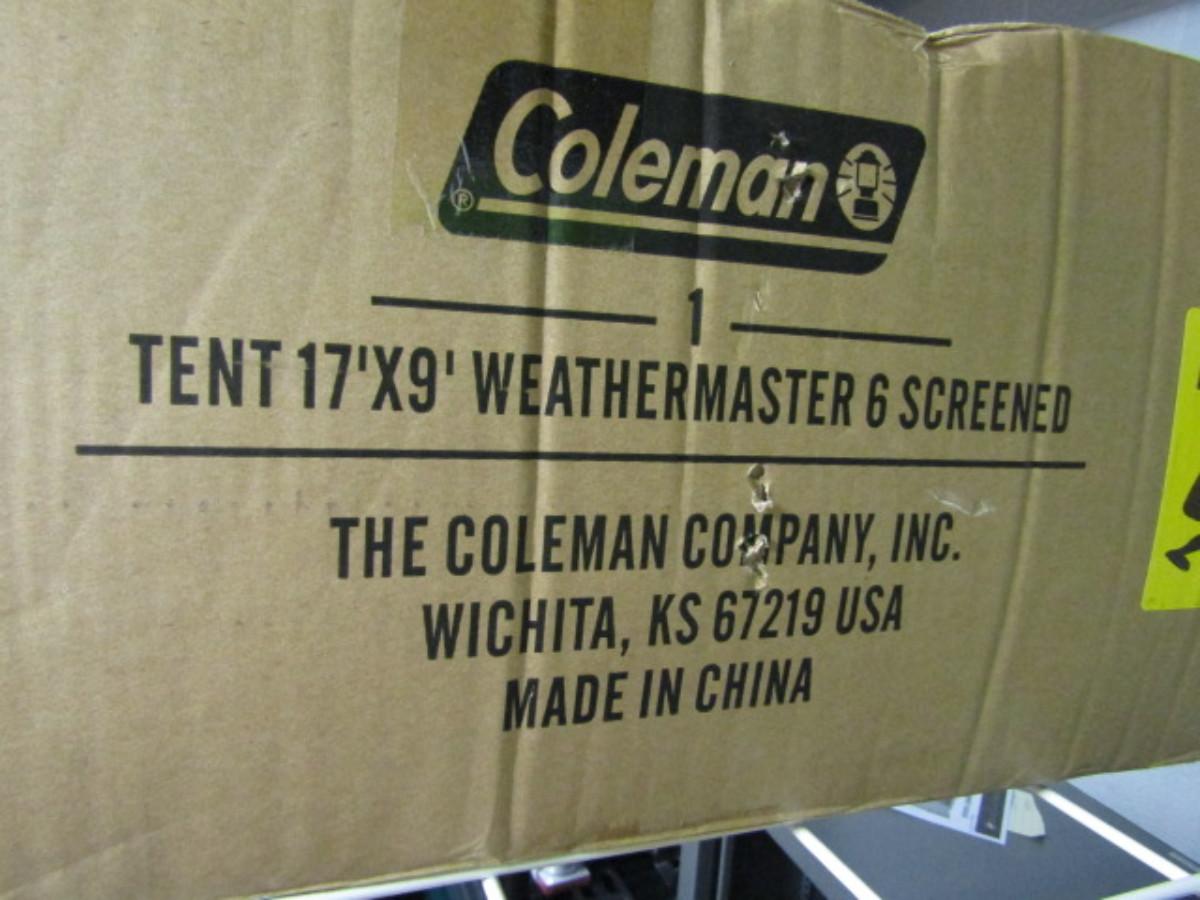 Coleman
®
1
TENT 17'X9' WEATHERMASTER 6 SCREENED
THE COLEMAN COMPANY, INC.
WICHITA, KS 67219 USA
MADE IN CHINA